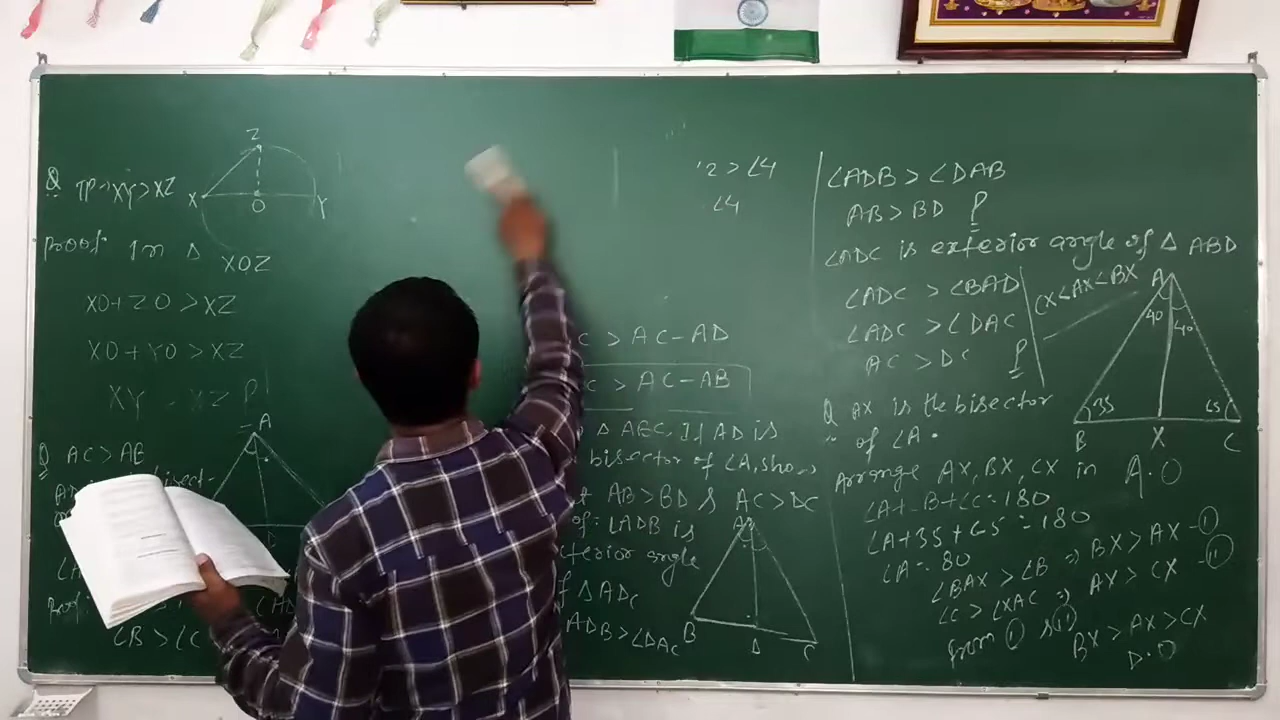 Z
Q TP → XY > XZ X O Y
Proof In Δ XOZ
XO+ZO > XZ
XO+YO > XZ
XY XZ P
A
Q AC > AB
∠B > ∠C
'2 > ∠4
∠4
C > AC-AD
C > AC-AB
Δ ABC, If AD is
bisector of ∠A, show
AB > BD & AC > DC
of: ∠ADB is
exterior angle
of Δ ADC
ADB > ∠DAC
A
B D C
∠ADB > ∠DAB
AB > BD P
∠ADC is exterior angle of Δ ABD
∠ADC > ∠BAD
∠ADC > ∠DAC
AC > DC P
CX<AX<BX
A
40 40
35 65
B X C
Q AX is the bisector
of ∠A.
Arrange AX, BX, CX in A.O
∠A+∠B+∠C=180
∠A+35+65=180
∠A=80
∠BAX > ∠B ⇒ BX > AX -①
∠C > ∠XAC ⇒ AX > CX -⑪
from ① & ⑪
BX > AX > CX
D.O